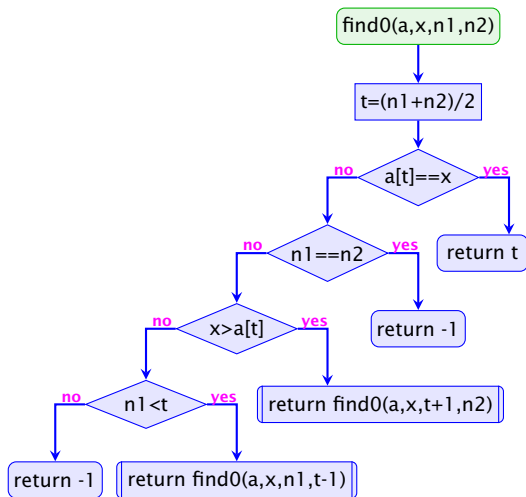 find0(a,x,n1,n2)
t=(n1+n2)/2
a[t]==x
no
yes
return t
n1==n2
no
yes
return -1
x>a[t]
no
yes
return find0(a,x,t+1,n2)
n1<t
no
yes
return -1
return find0(a,x,n1,t-1)